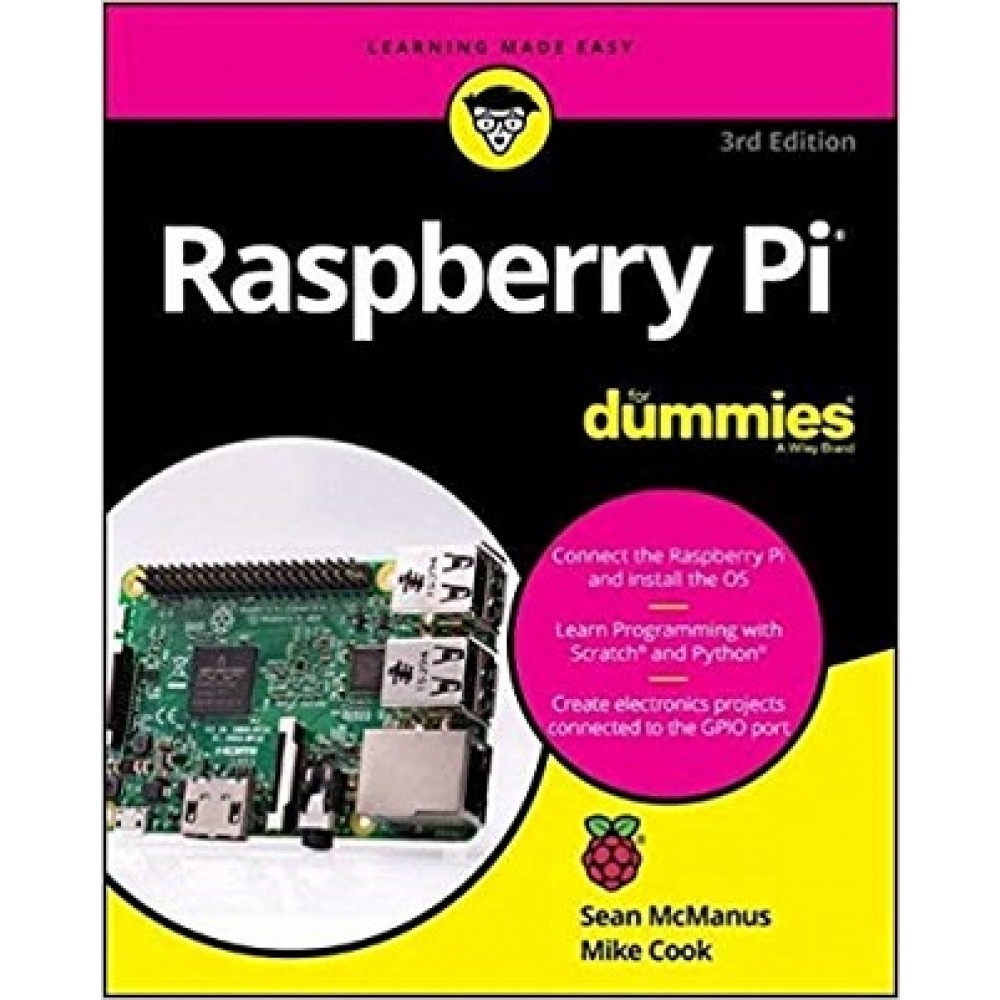 LEARNING MADE EASY
3rd Edition
Raspberry Pi®
for
dummies®
A Wiley Brand
Connect the Raspberry Pi
and install the OS
Learn Programming with
Scratch® and Python®
Create electronics projects
connected to the GPIO port
HDMI
Sean McManus
Mike Cook